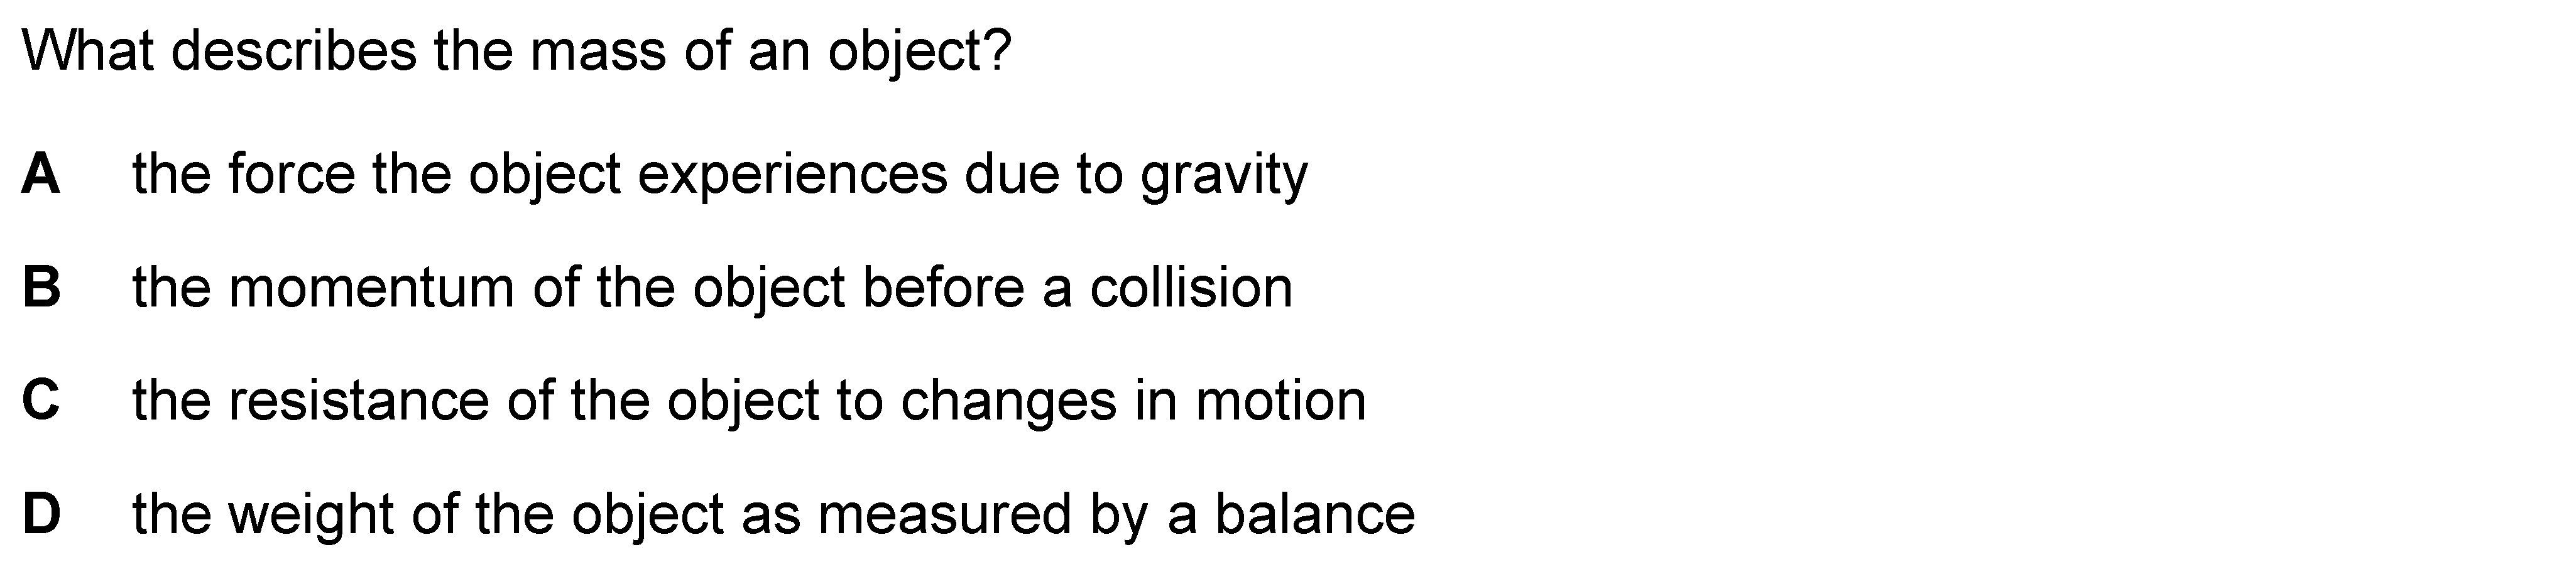 What describes the mass of an object?
A the force the object experiences due to gravity
B the momentum of the object before a collision
C the resistance of the object to changes in motion
D the weight of the object as measured by a balance